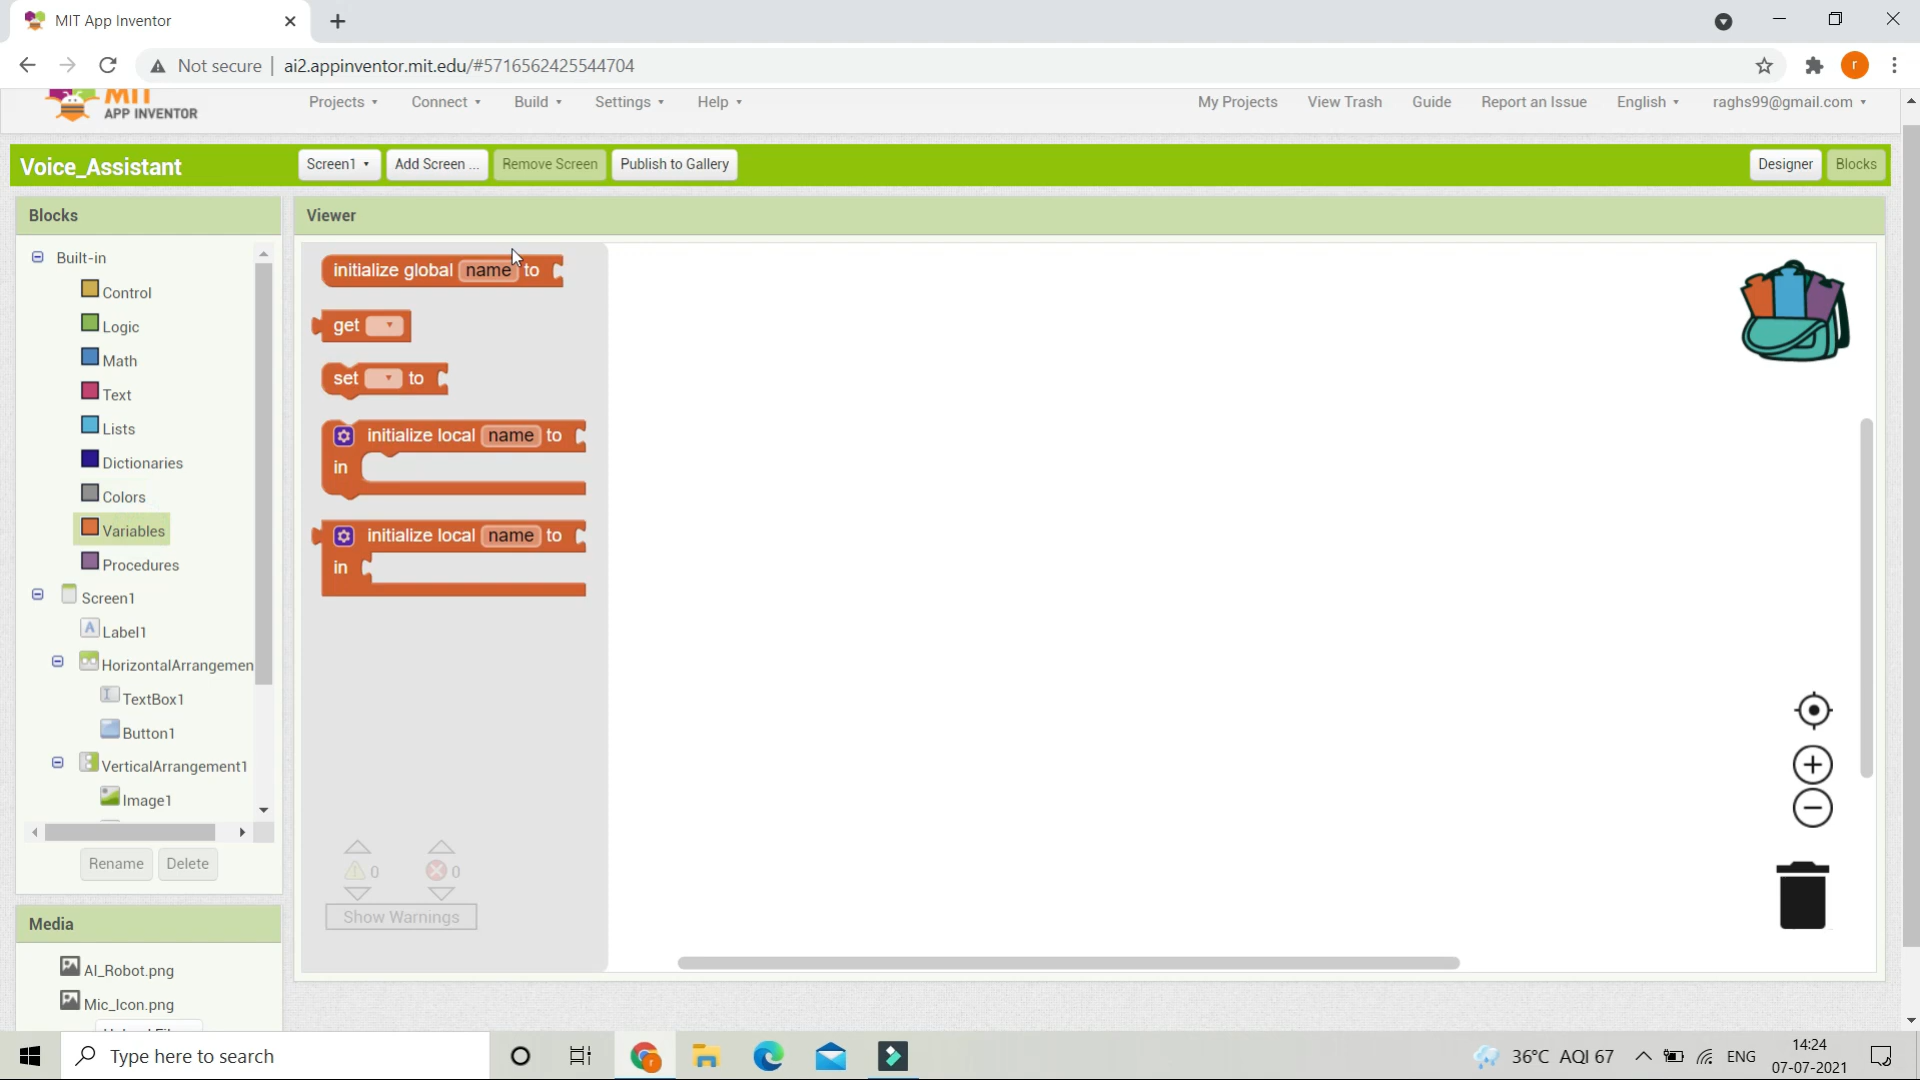 MIT App Inventor
Not secure
ai2.appinventor.mit.edu/#5716562425544704
r
MIT
APP INVENTOR
Projects
Connect
Build
Settings
Help
My Projects
View Trash
Guide
Report an Issue
English
raghs99@gmail.com
Voice_Assistant
Screen1
Add Screen ...
Remove Screen
Publish to Gallery
Designer
Blocks
Blocks
Viewer
Built-in
Control
Logic
Math
Text
Lists
Dictionaries
Colors
Variables
Procedures
Screen1
Label1
HorizontalArrangemen
TextBox1
Button1
VerticalArrangement1
Image1
Rename
Delete
initialize global name to
get
set to
initialize local name to
in
initialize local name to
in
0
0
Show Warnings
Media
AI_Robot.png
Mic_Icon.png
Type here to search
r
36°C AQI 67
ENG
14:24
07-07-2021